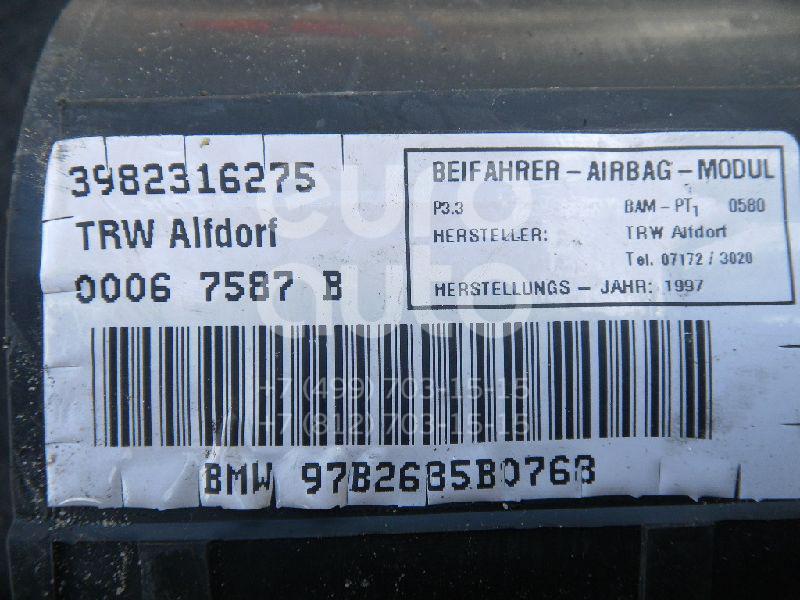 3982316275
TRW Alfdorf
0006 7587 B
BEIFAHRER – AIRBAG – MODUL
P3.3 BAM – PT1 0580
HERSTELLER: TRW Alfdorf
Tel. 07172 / 3020
HERSTELLUNGS – JAHR: 1997
euro
auto
+7 (499) 703-15-15
+7 (812) 703-15-15
BMW 97B26B5B076B